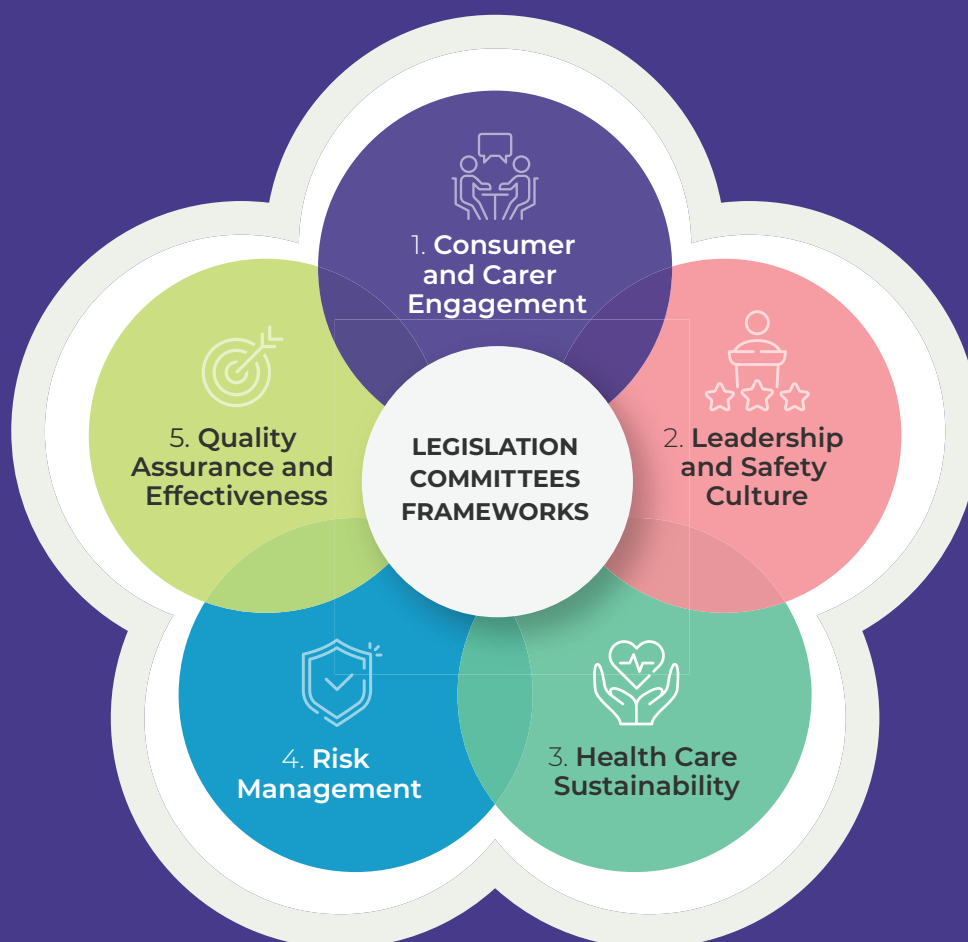 1. Consumer
and Carer
Engagement
2. Leadership
and Safety
Culture
3. Health Care
Sustainability
4. Risk
Management
5. Quality
Assurance and
Effectiveness
LEGISLATION
COMMITTEES
FRAMEWORKS